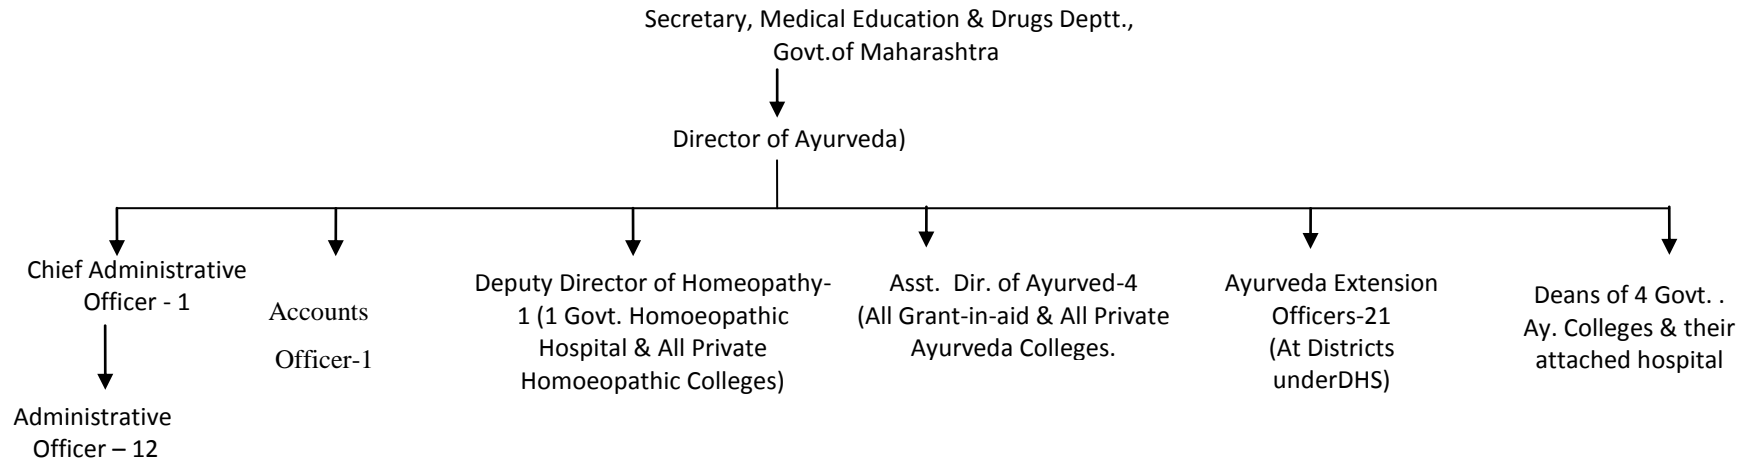 Secretary, Medical Education & Drugs Deptt.,
Govt.of Maharashtra
Director of Ayurveda)
Chief Administrative
Officer - 1
Administrative
Officer – 12
Accounts
Officer-1
Deputy Director of Homeopathy-
1 (1 Govt. Homoeopathic
Hospital & All Private
Homoeopathic Colleges)
Asst. Dir. of Ayurved-4
(All Grant-in-aid & All Private
Ayurveda Colleges.
Ayurveda Extension
Officers-21
(At Districts
underDHS)
Deans of 4 Govt. .
Ay. Colleges & their
attached hospital